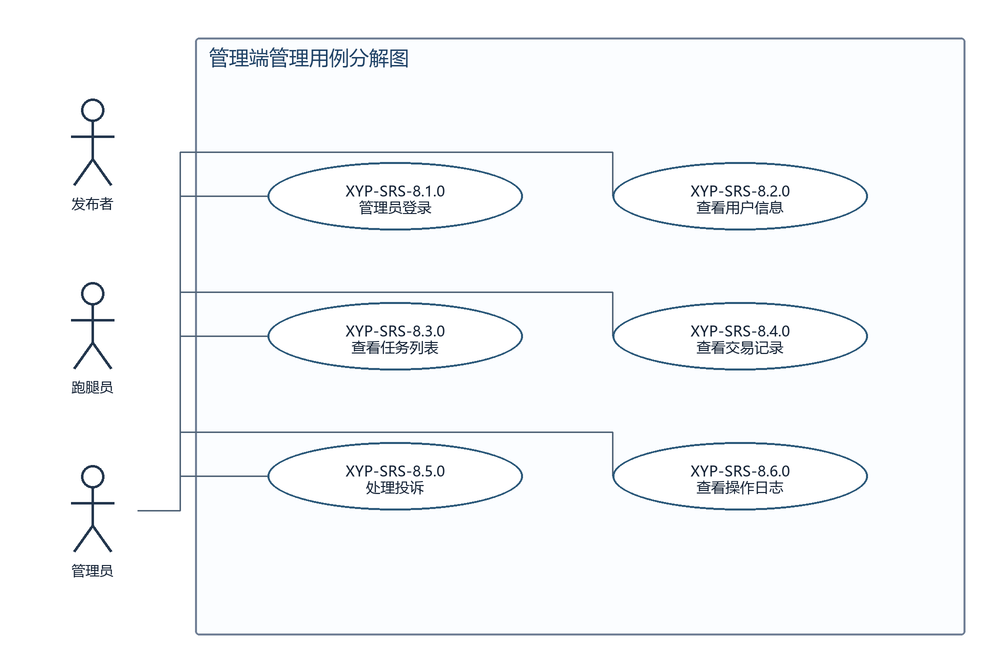 管理端管理用例分解图
发布者
XYP-SRS-8.1.0
管理员登录
XYP-SRS-8.2.0
查看用户信息
跑腿员
XYP-SRS-8.3.0
查看任务列表
XYP-SRS-8.4.0
查看交易记录
管理员
XYP-SRS-8.5.0
处理投诉
XYP-SRS-8.6.0
查看操作日志